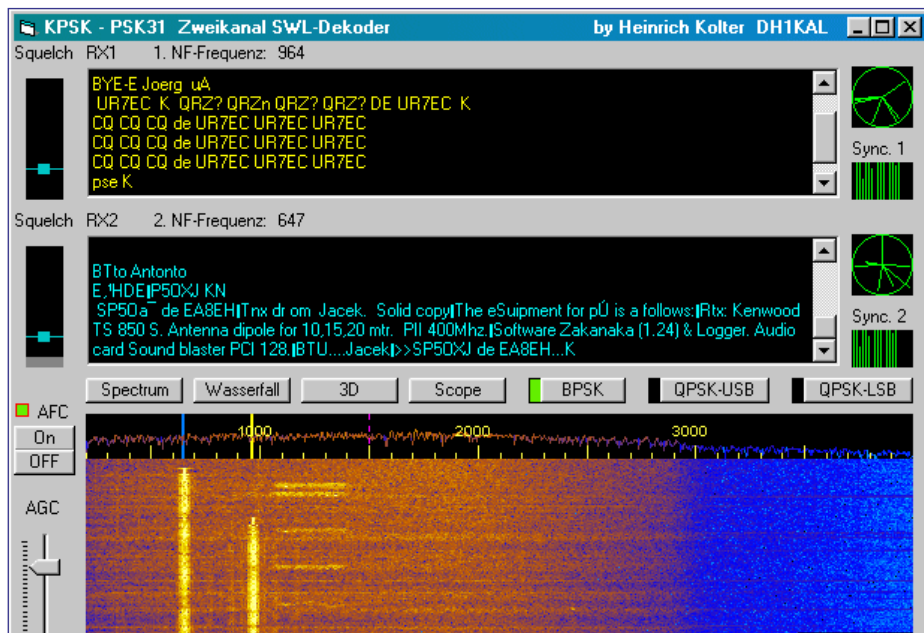 KPSK - PSK31 Zweikanal SWL-Dekoder by Heinrich Kolter DH1KAL
Squelch RX1 1. NF-Frequenz: 964
BYE-E Joerg uA
UR7EC K QRZ? QRZn QRZ? QRZ? DE UR7EC K
CQ CQ CQ de UR7EC UR7EC UR7EC
CQ CQ CQ de UR7EC UR7EC UR7EC
CQ CQ CQ de UR7EC UR7EC UR7EC
pse K
Sync. 1
Squelch RX2 2. NF-Frequenz: 647
BTto Antonto
E,'HDE|P50XJ KN
SP50a¯ de EA8EH|Tnx dr om Jacek. Solid copy|The eSuipment for pÚ is a follows:|Rtx: Kenwood
TS 850 S. Antenna dipole for 10,15,20 mtr. PII 400Mhz.|Software Zakanaka (1.24) & Logger. Audio
card Sound blaster PCI 128.|BTU....Jacek|>>SP50XJ de EA8EH...K
Sync. 2
Spectrum Wasserfall 3D Scope BPSK QPSK-USB QPSK-LSB
AFC
On
OFF
1000 2000 3000
AGC